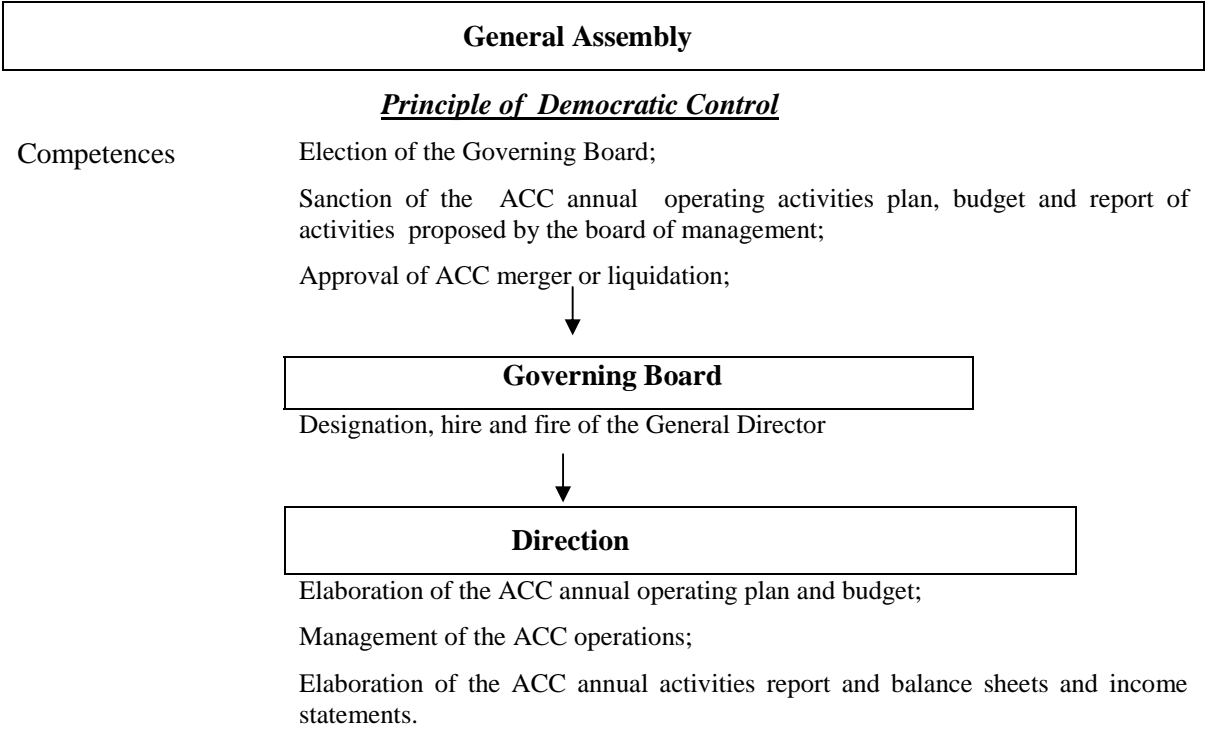 General Assembly
Principle of Democratic Control
Competences
Election of the Governing Board;
Sanction of the ACC annual operating activities plan, budget and report of
activities proposed by the board of management;
Approval of ACC merger or liquidation;
Governing Board
Designation, hire and fire of the General Director
Direction
Elaboration of the ACC annual operating plan and budget;
Management of the ACC operations;
Elaboration of the ACC annual activities report and balance sheets and income
statements.